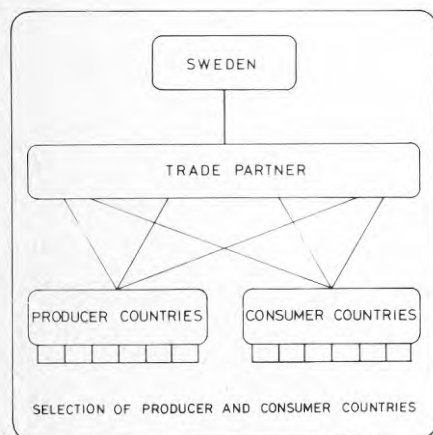 SWEDEN
TRADE PARTNER
PRODUCER COUNTRIES
CONSUMER COUNTRIES
SELECTION OF PRODUCER AND CONSUMER COUNTRIES